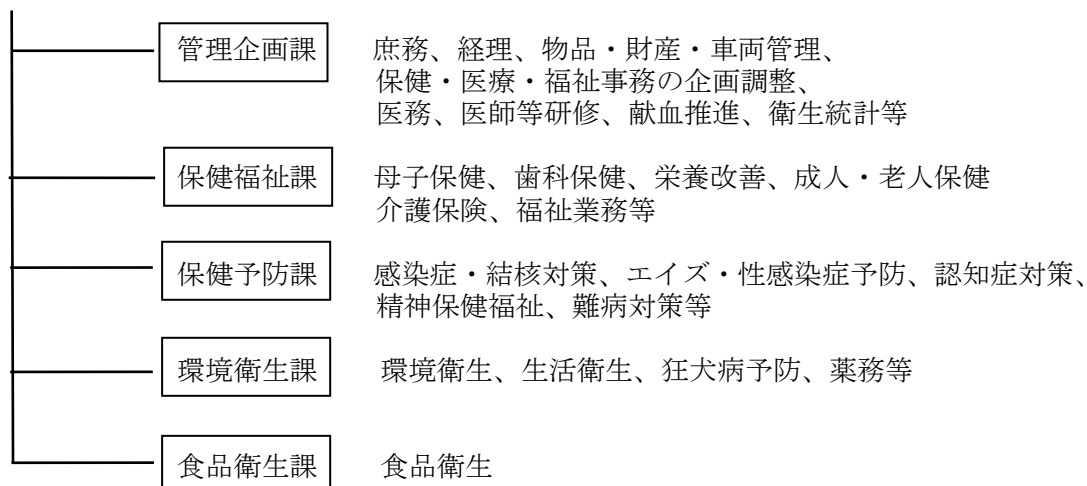 管理企画課 庶務、経理、物品・財産・車両管理、
保健・医療・福祉事務の企画調整、
医務、医師等研修、献血推進、衛生統計等
保健福祉課 母子保健、歯科保健、栄養改善、成人・老人保健
介護保険、福祉業務等
保健予防課 感染症・結核対策、エイズ・性感染症予防、認知症対策、
精神保健福祉、難病対策等
環境衛生課 環境衛生、生活衛生、狂犬病予防、薬務等
食品衛生課 食品衛生